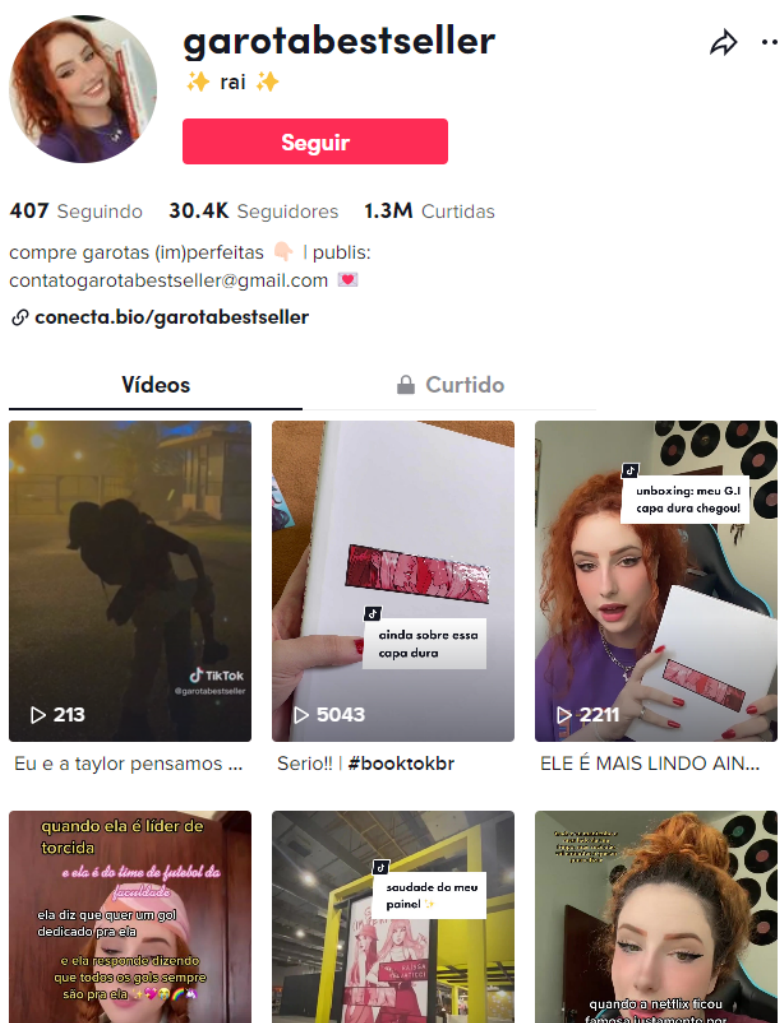 garotabestseller
✨ rai ✨
Seguir
407 Seguindo 30.4K Seguidores 1.3M Curtidas
compre garotas (im)perfeitas 👇🏻 | publis:
contatogarotabestseller@gmail.com 💌
conecta.bio/garotabestseller
Vídeos Curtido
TikTok
@garotabestseller
213
ainda sobre essa
capa dura
5043
unboxing: meu G.I
capa dura chegou!
2211
Eu e a taylor pensamos ...
Serio!! | #booktokbr
ELE É MAIS LINDO AIN...
quando ela é líder de
torcida
e ela é do time de futebol da
faculdade
ela diz que quer um gol
dedicado pra ela
e ela responde dizendo
que todos os gols sempre
são pra ela
saudade do meu
painel ✨
quando a netflix ficou
famosa justamente por